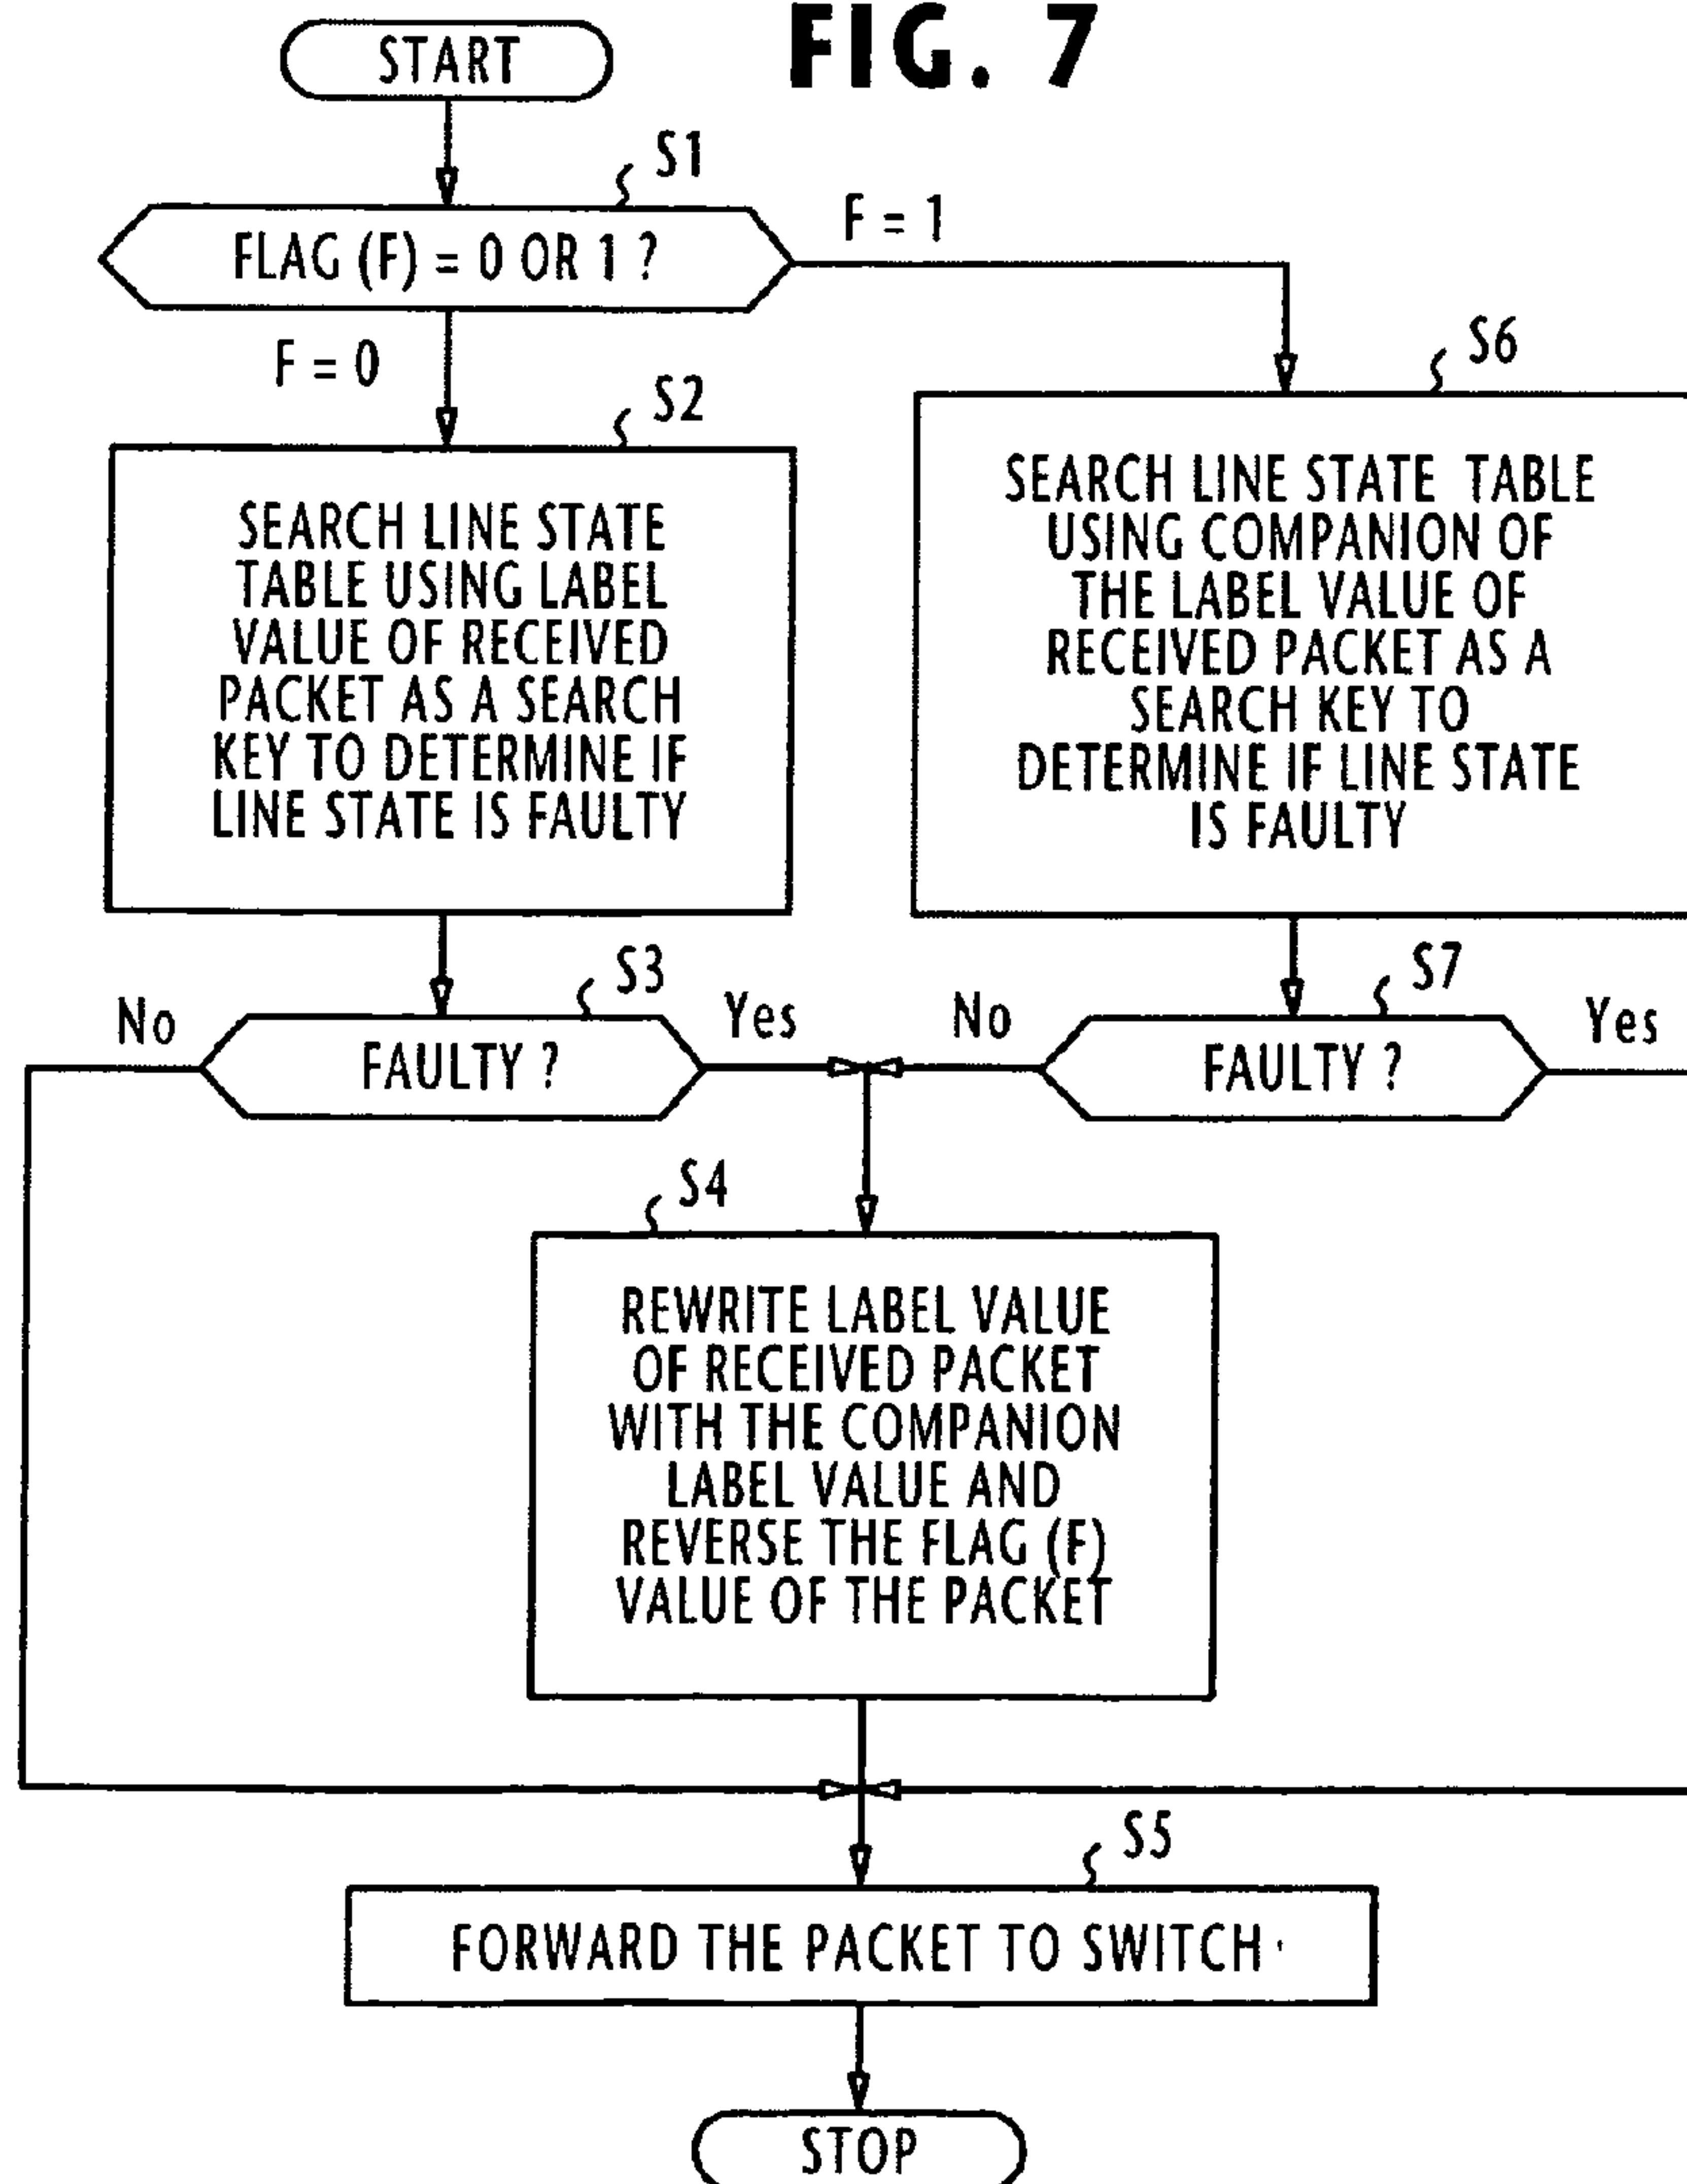 FIG. 7
START
S1
FLAG (F) = 0 OR 1 ?
F = 1
F = 0
S2
SEARCH LINE STATE
TABLE USING LABEL
VALUE OF RECEIVED
PACKET AS A SEARCH
KEY TO DETERMINE IF
LINE STATE IS FAULTY
S6
SEARCH LINE STATE TABLE
USING COMPANION OF
THE LABEL VALUE OF
RECEIVED PACKET AS A
SEARCH KEY TO
DETERMINE IF LINE STATE
IS FAULTY
S3
No
FAULTY ?
Yes
S7
No
FAULTY ?
Yes
S4
REWRITE LABEL VALUE
OF RECEIVED PACKET
WITH THE COMPANION
LABEL VALUE AND
REVERSE THE FLAG (F)
VALUE OF THE PACKET
S5
FORWARD THE PACKET TO SWITCH
STOP